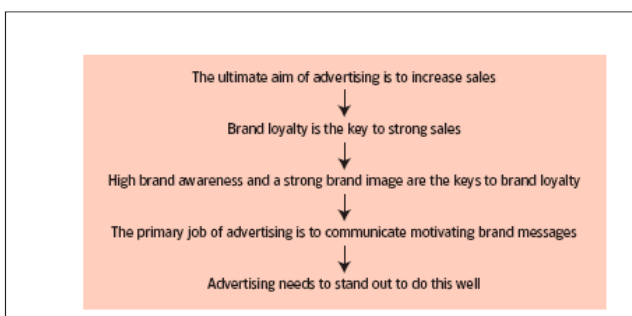 The ultimate aim of advertising is to increase sales
Brand loyalty is the key to strong sales
High brand awareness and a strong brand image are the keys to brand loyalty
The primary job of advertising is to communicate motivating brand messages
Advertising needs to stand out to do this well